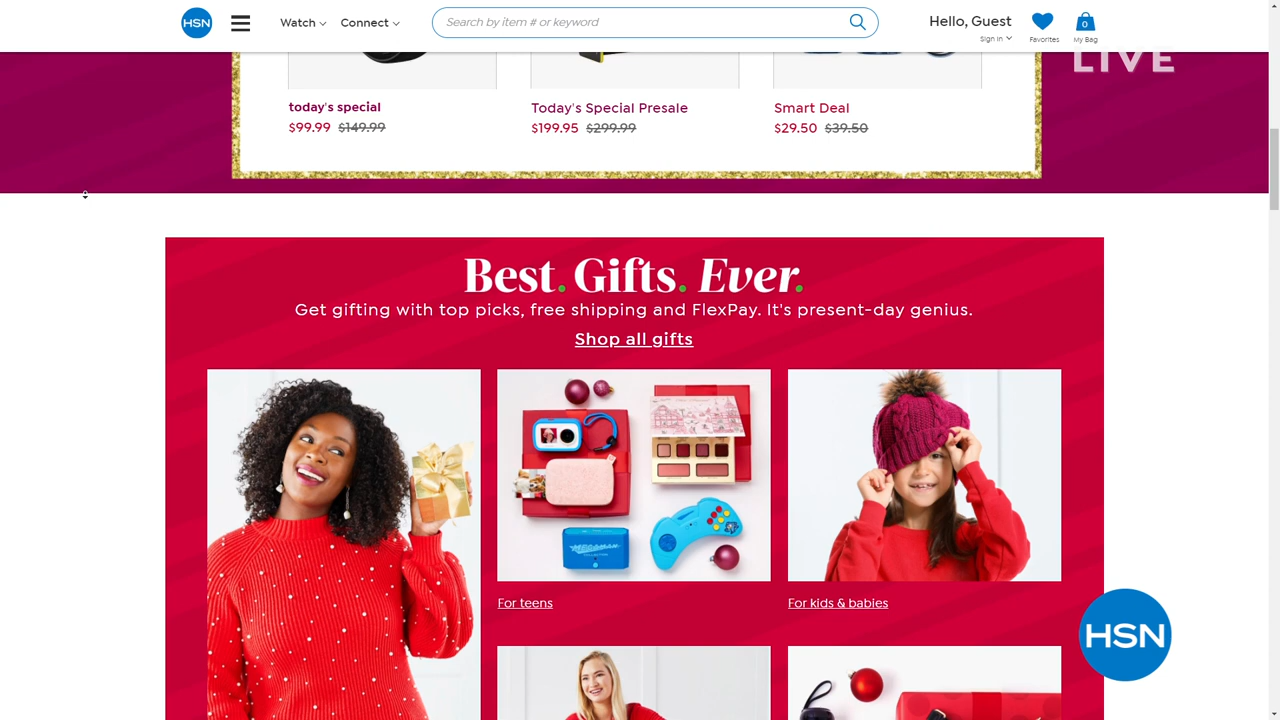 HSN
Watch
Connect
Search by item # or keyword
Hello, Guest
Sign In
Favorites
0
My Bag
LIVE
today's special
$99.99 $149.99
Today's Special Presale
$199.95 $299.99
Smart Deal
$29.50 $39.50
Best. Gifts. Ever.
Get gifting with top picks, free shipping and FlexPay. It's present-day genius.
Shop all gifts
For teens
For kids & babies
HSN